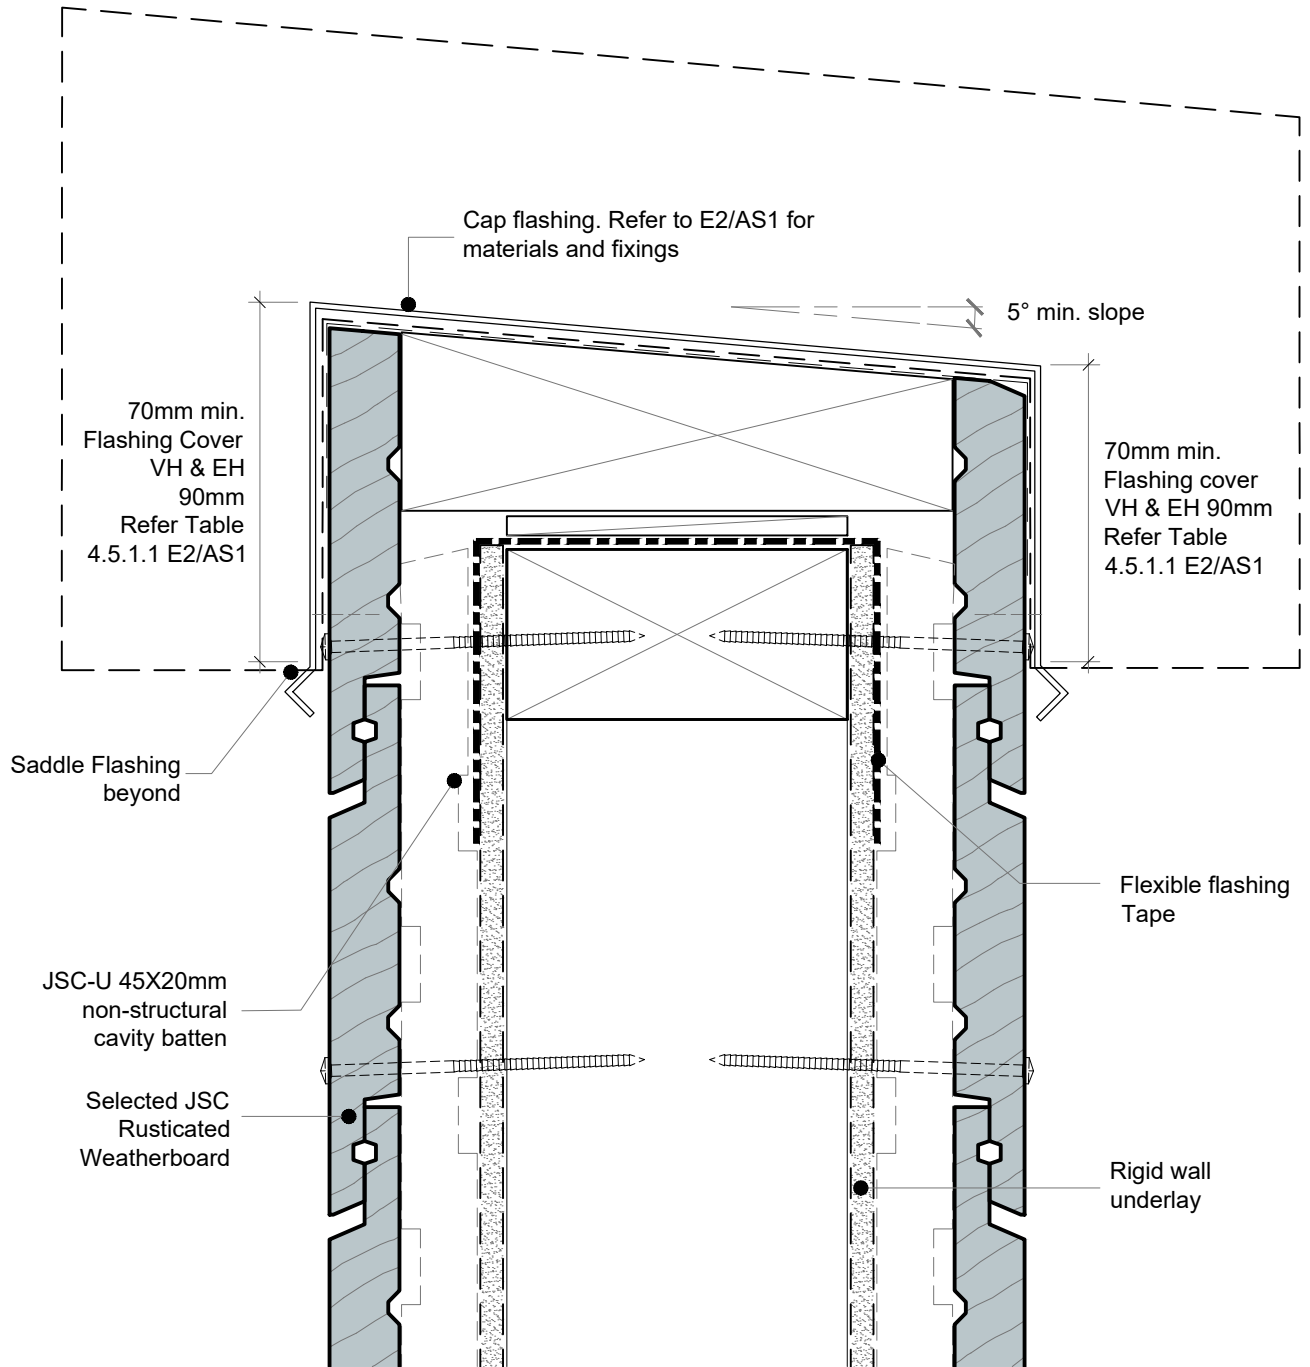 Cap flashing. Refer to E2/AS1 for
materials and fixings
5° min. slope
70mm min.
Flashing Cover
VH & EH
90mm
Refer Table
4.5.1.1 E2/AS1
70mm min.
Flashing cover
VH & EH 90mm
Refer Table
4.5.1.1 E2/AS1
Saddle Flashing
beyond
Flexible flashing
Tape
JSC-U 45X20mm
non-structural
cavity batten
Selected JSC
Rusticated
Weatherboard
Rigid wall
underlay